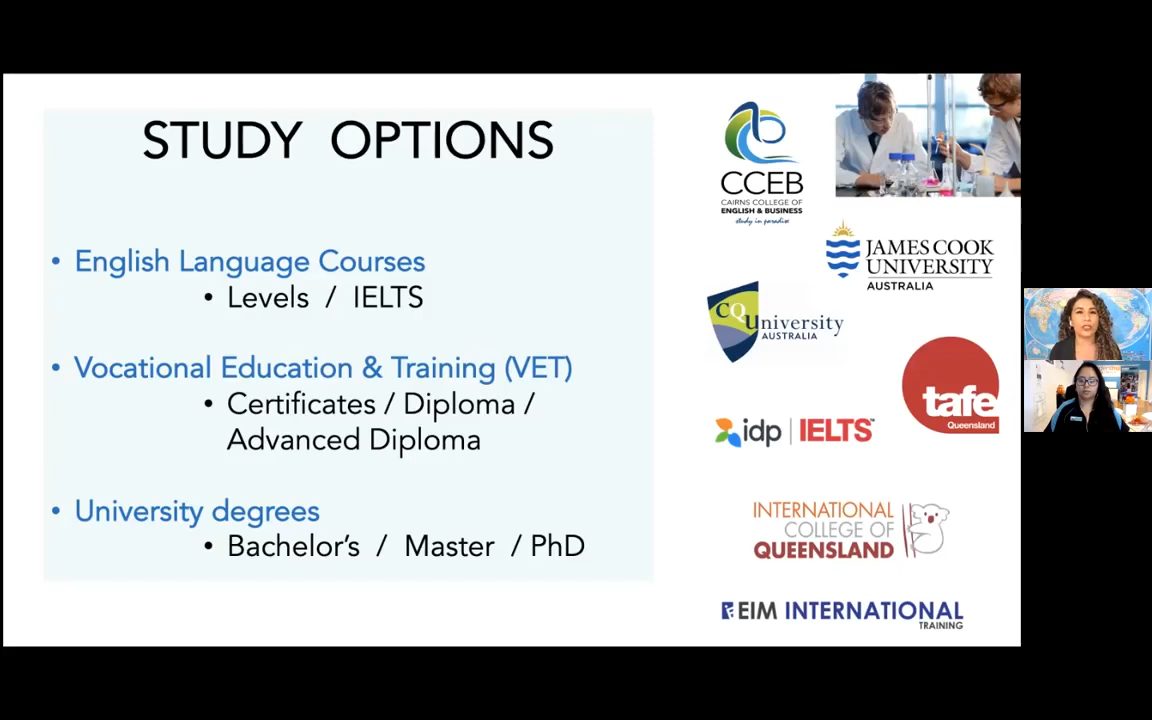 STUDY OPTIONS
• English Language Courses
• Levels / IELTS
• Vocational Education & Training (VET)
• Certificates / Diploma /
Advanced Diploma
• University degrees
• Bachelor's / Master / PhD
CCEB
CAIRNS COLLEGE OF
ENGLISH & BUSINESS
study in paradise
JAMES COOK
UNIVERSITY
AUSTRALIA
CQUniversity
AUSTRALIA
tafe
Queensland
idp | IELTS™
INTERNATIONAL
COLLEGE OF
QUEENSLAND
EIM INTERNATIONAL
TRAINING